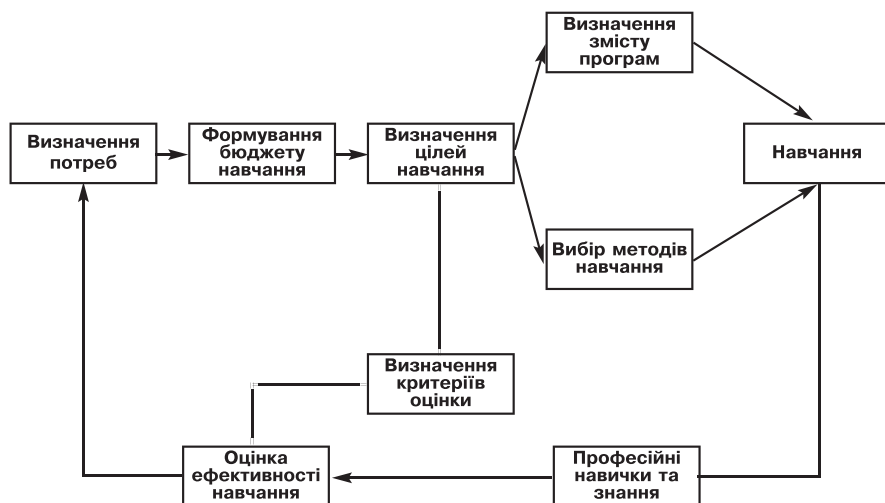 Визначення
потреб
Формування
бюджету
навчання
Визначення
цілей
навчання
Визначення
змісту
програм
Вибір методів
навчання
Навчання
Визначення
критеріїв
оцінки
Оцінка
ефективності
навчання
Професійні
навички та
знання